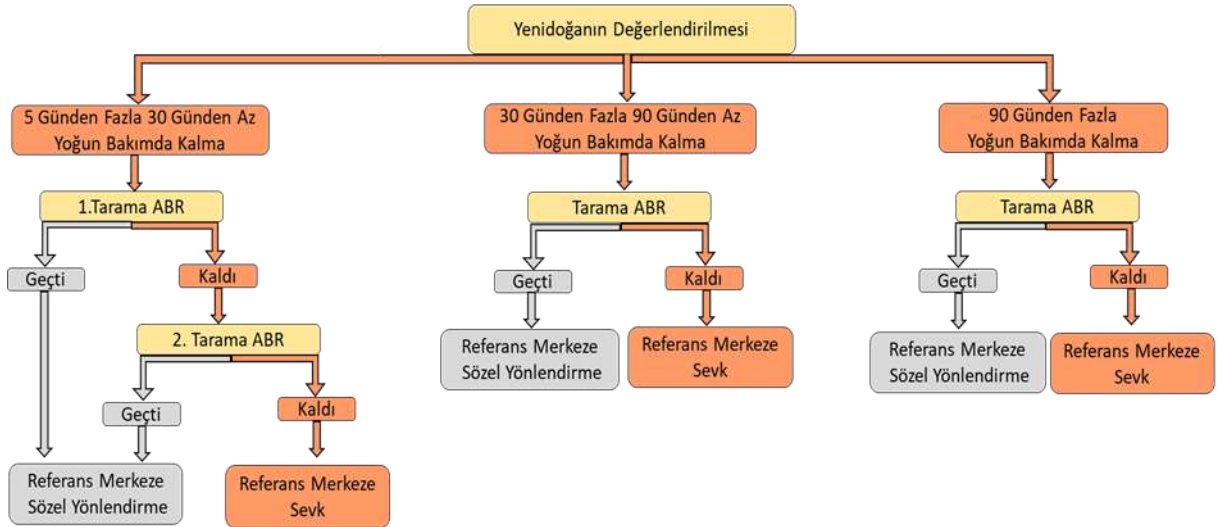 Yenidoğanın Değerlendirilmesi
5 Günden Fazla 30 Günden Az
Yoğun Bakımda Kalma
1.Tarama ABR
Geçti
Kaldı
2. Tarama ABR
Geçti
Kaldı
Referans Merkeze
Sözel Yönlendirme
Referans Merkeze
Sevk
30 Günden Fazla 90 Günden Az
Yoğun Bakımda Kalma
Tarama ABR
Geçti
Kaldı
Referans Merkeze
Sözel Yönlendirme
Referans Merkeze
Sevk
90 Günden Fazla
Yoğun Bakımda Kalma
Tarama ABR
Geçti
Kaldı
Referans Merkeze
Sözel Yönlendirme
Referans Merkeze
Sevk